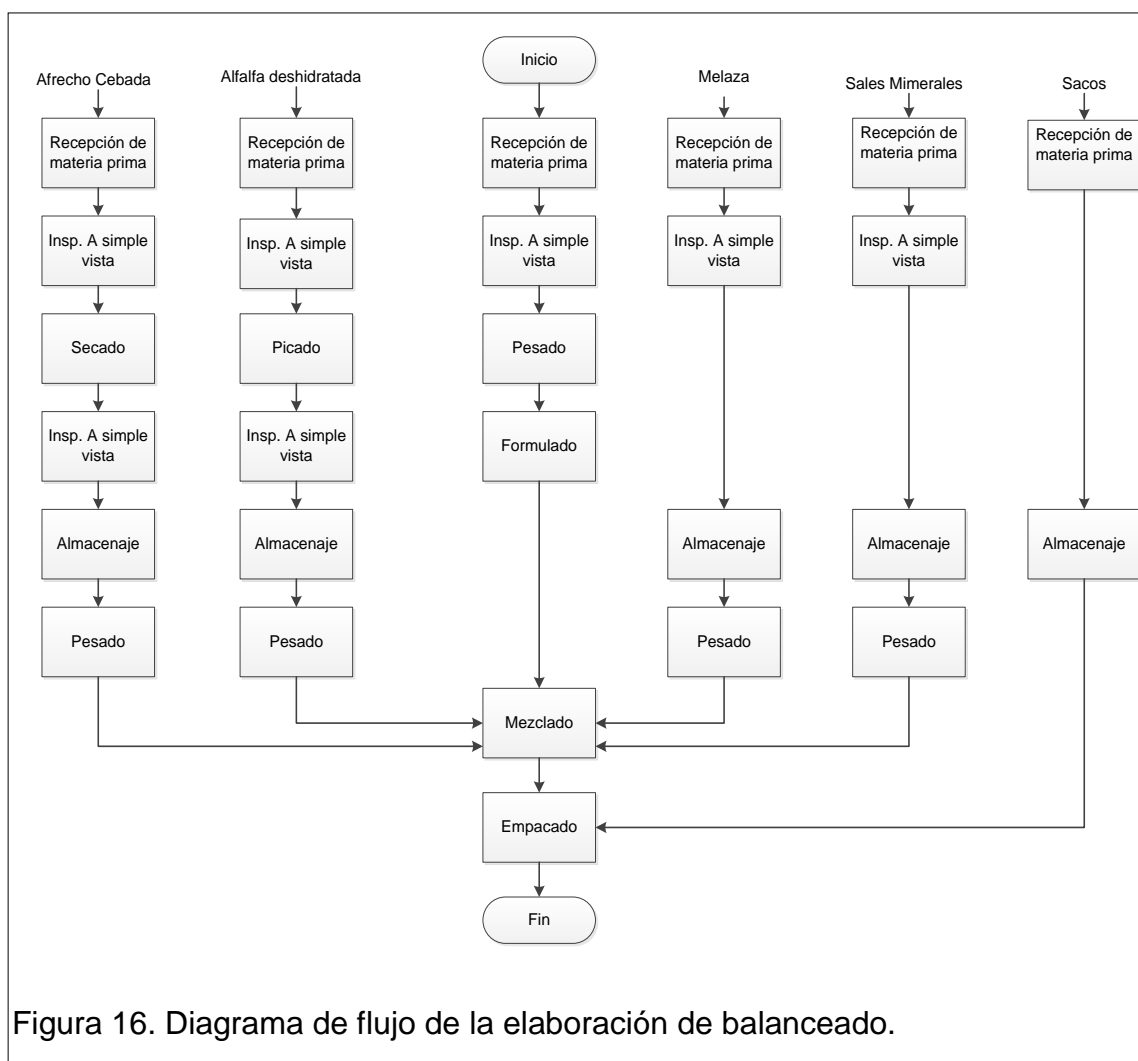 Inicio
Afrecho Cebada
Alfalfa deshidratada
Melaza
Sales Mimerales
Sacos
Recepción de
materia prima
Recepción de
materia prima
Recepción de
materia prima
Recepción de
materia prima
Recepción de
materia prima
Recepción de
materia prima
Insp. A simple
vista
Insp. A simple
vista
Insp. A simple
vista
Insp. A simple
vista
Insp. A simple
vista
Secado
Picado
Pesado
Insp. A simple
vista
Insp. A simple
vista
Formulado
Almacenaje
Almacenaje
Almacenaje
Almacenaje
Almacenaje
Pesado
Pesado
Pesado
Pesado
Mezclado
Empacado
Fin
Figura 16. Diagrama de flujo de la elaboración de balanceado.